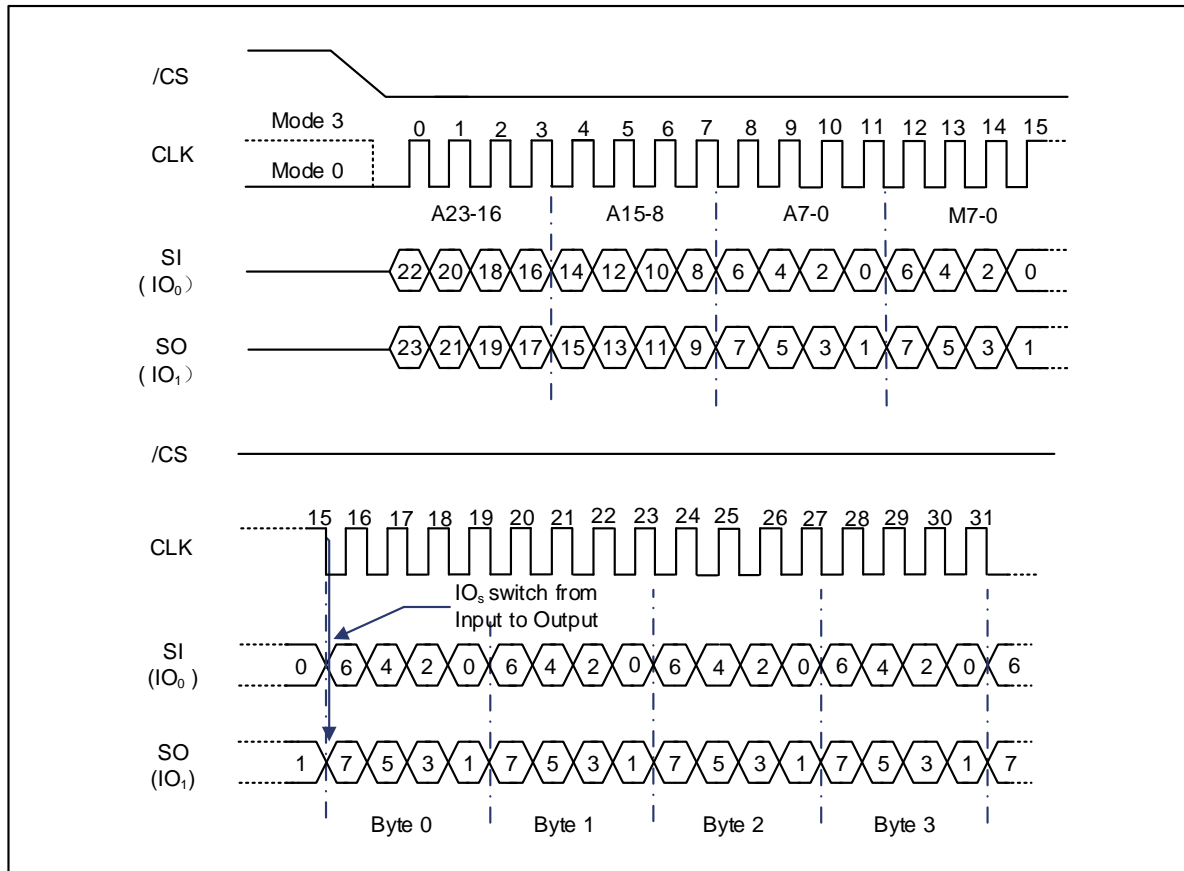 /CS
Mode 3
CLK
Mode 0
0 1 2 3 4 5 6 7 8 9 10 11 12 13 14 15
A23-16 A15-8 A7-0 M7-0
SI
( IO₀）
22 20 18 16 14 12 10 8 6 4 2 0 6 4 2 0
SO
( IO₁）
23 21 19 17 15 13 11 9 7 5 3 1 7 5 3 1
/CS
15 16 17 18 19 20 21 22 23 24 25 26 27 28 29 30 31
CLK
IOₛ switch from
Input to Output
SI
(IO₀ )
0 6 4 2 0 6 4 2 0 6 4 2 0 6 4 2 0 6
SO
(IO₁)
1 7 5 3 1 7 5 3 1 7 5 3 1 7 5 3 1 7
Byte 0 Byte 1 Byte 2 Byte 3